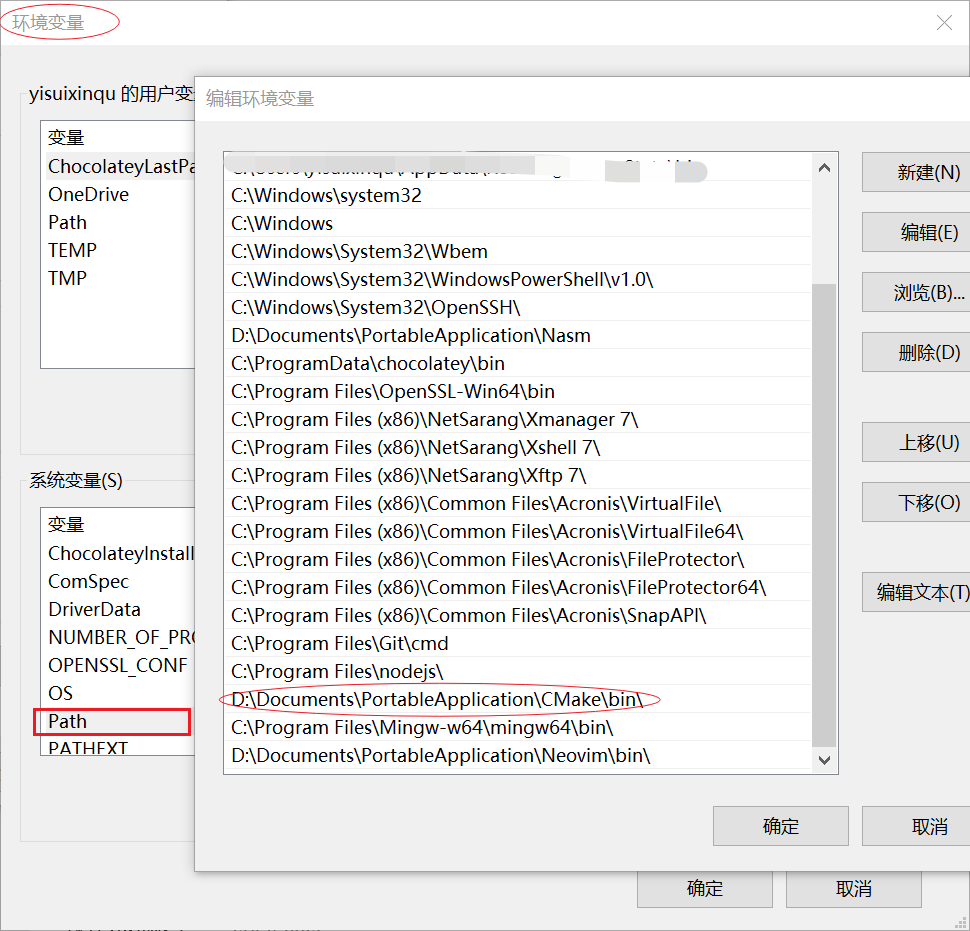 环境变量
yisuixinqu 的用户变
变量
ChocolateyLastPa
OneDrive
Path
TEMP
TMP
系统变量(S)
变量
ChocolateyInstall
ComSpec
DriverData
NUMBER_OF_PRO
OPENSSL_CONF
OS
Path
PATHEXT
编辑环境变量
C:\Windows\system32
C:\Windows
C:\Windows\System32\Wbem
C:\Windows\System32\WindowsPowerShell\v1.0\
C:\Windows\System32\OpenSSH\
D:\Documents\PortableApplication\Nasm
C:\ProgramData\chocolatey\bin
C:\Program Files\OpenSSL-Win64\bin
C:\Program Files (x86)\NetSarang\Xmanager 7\
C:\Program Files (x86)\NetSarang\Xshell 7\
C:\Program Files (x86)\NetSarang\Xftp 7\
C:\Program Files (x86)\Common Files\Acronis\VirtualFile\
C:\Program Files (x86)\Common Files\Acronis\VirtualFile64\
C:\Program Files (x86)\Common Files\Acronis\FileProtector\
C:\Program Files (x86)\Common Files\Acronis\FileProtector64\
C:\Program Files (x86)\Common Files\Acronis\SnapAPI\
C:\Program Files\Git\cmd
C:\Program Files\nodejs\
D:\Documents\PortableApplication\CMake\bin\
C:\Program Files\Mingw-w64\mingw64\bin\
D:\Documents\PortableApplication\Neovim\bin\
新建(N)
编辑(E)
浏览(B)...
删除(D)
上移(U)
下移(O)
编辑文本(T)
确定
取消
确定
取消